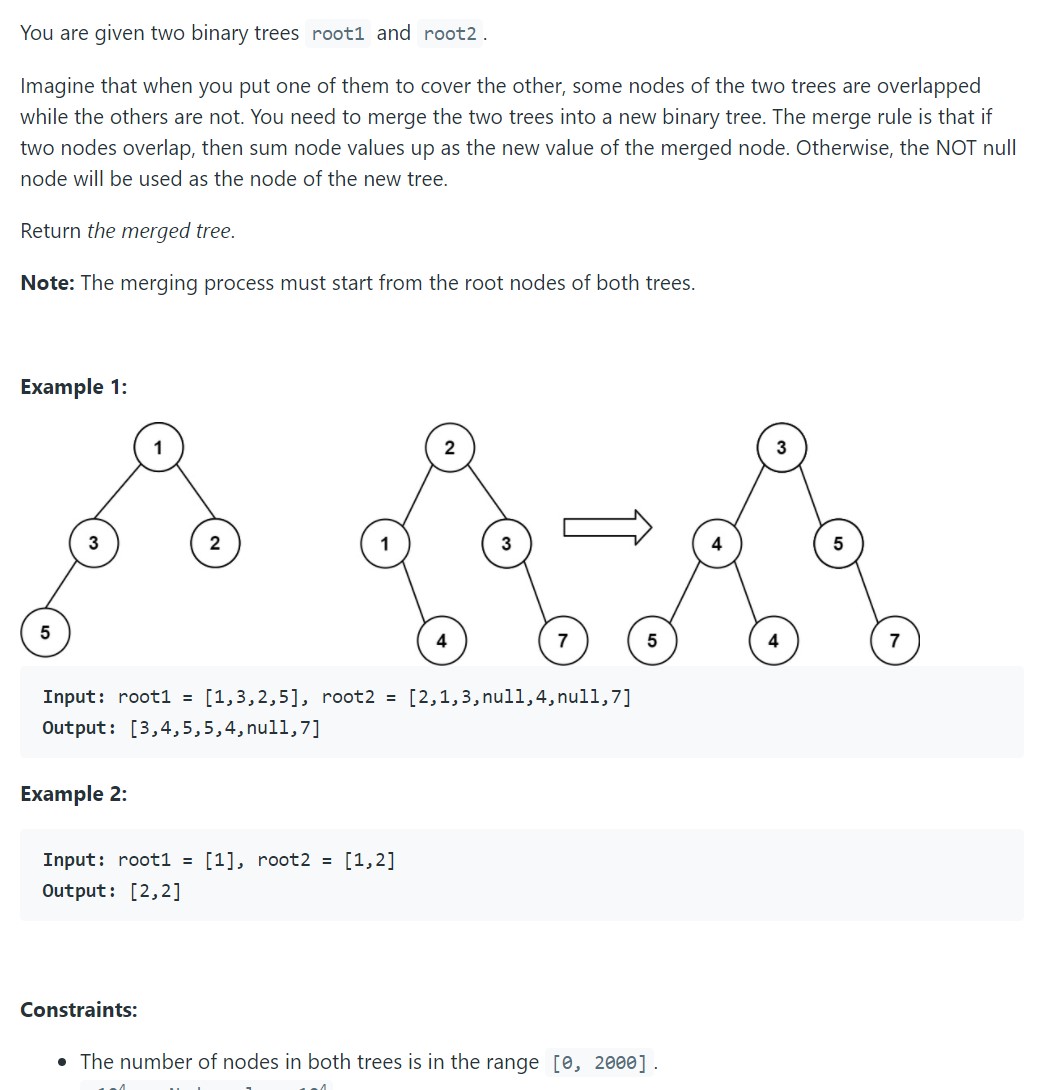 You are given two binary trees root1 and root2 .
Imagine that when you put one of them to cover the other, some nodes of the two trees are overlapped
while the others are not. You need to merge the two trees into a new binary tree. The merge rule is that if
two nodes overlap, then sum node values up as the new value of the merged node. Otherwise, the NOT null
node will be used as the node of the new tree.
Return the merged tree.
Note: The merging process must start from the root nodes of both trees.
Example 1:
1 2 3
3 2 1 3 4 5
5 4 7 5 4 7
Input: root1 = [1,3,2,5], root2 = [2,1,3,null,4,null,7]
Output: [3,4,5,5,4,null,7]
Example 2:
Input: root1 = [1], root2 = [1,2]
Output: [2,2]
Constraints:
• The number of nodes in both trees is in the range [0, 2000] .